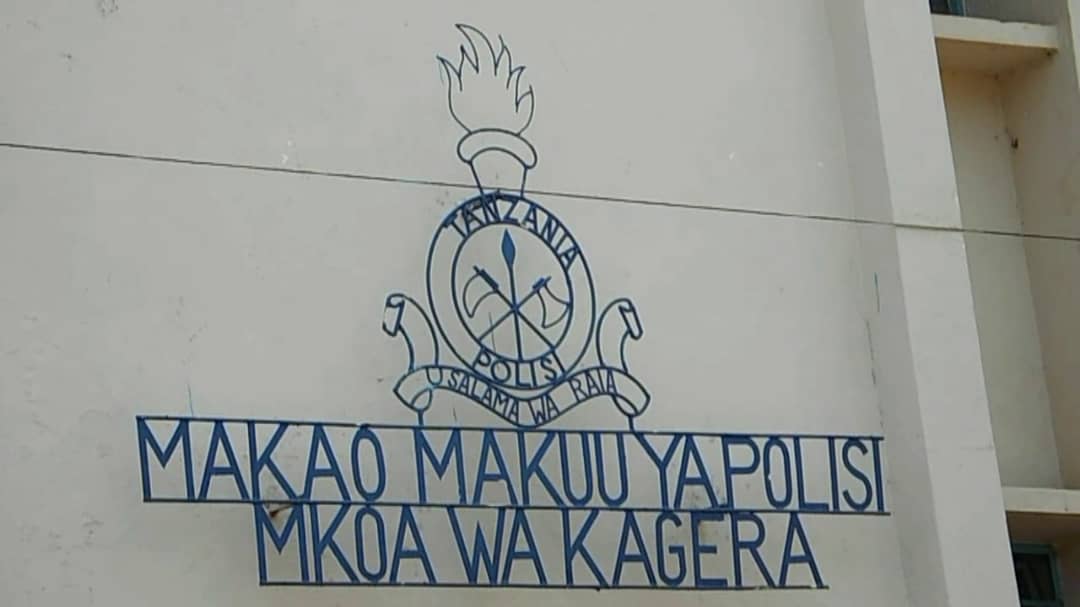 TANZANIA
POLISI
USALAMA WA RAIA
MAKAO MAKUU YA POLISI
MKOA WA KAGERA